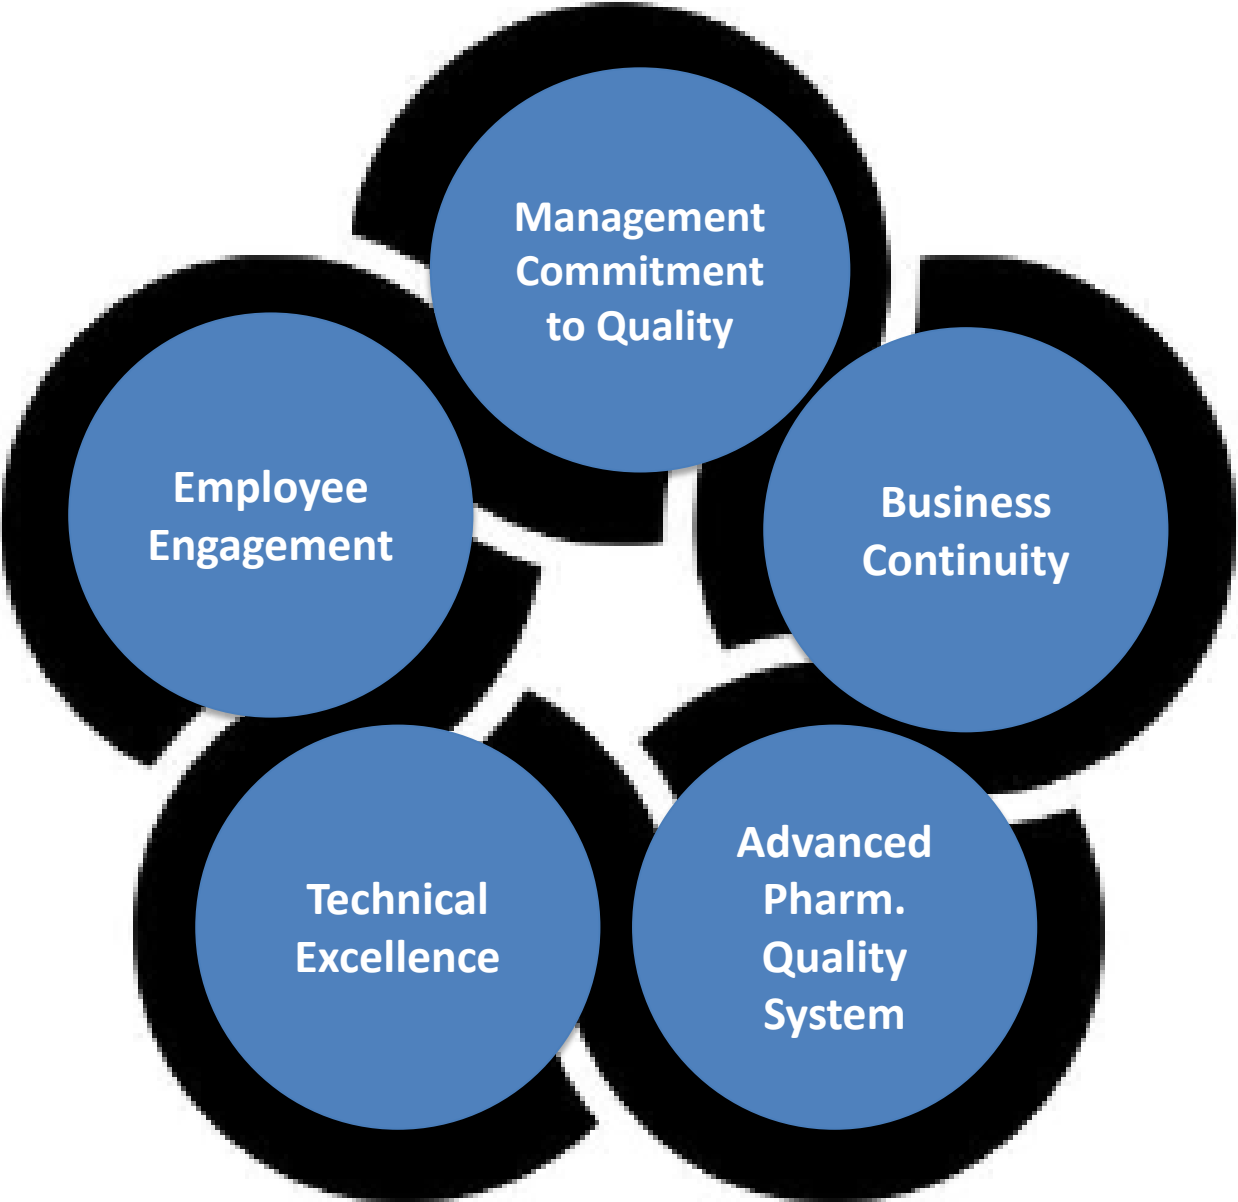 Management
Commitment
to Quality
Employee
Engagement
Business
Continuity
Technical
Excellence
Advanced
Pharm.
Quality
System